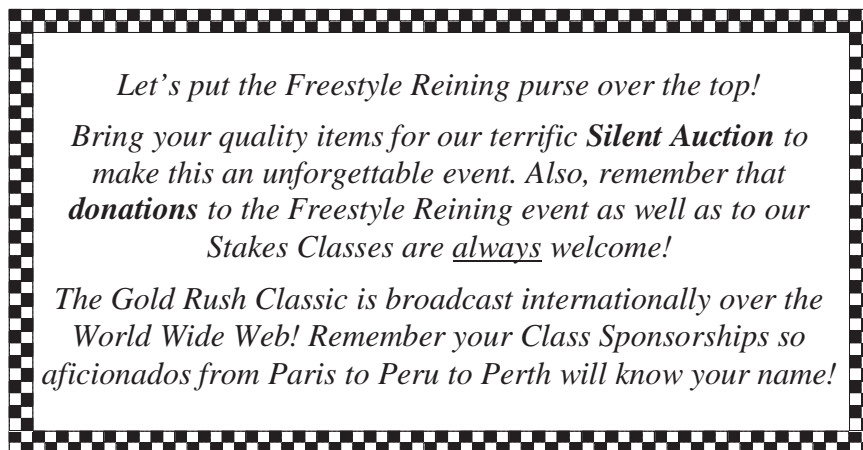 Let’s put the Freestyle Reining purse over the top!
Bring your quality items for our terrific Silent Auction to
make this an unforgettable event. Also, remember that
donations to the Freestyle Reining event as well as to our
Stakes Classes are always welcome!
The Gold Rush Classic is broadcast internationally over the
World Wide Web! Remember your Class Sponsorships so
aficionados from Paris to Peru to Perth will know your name!